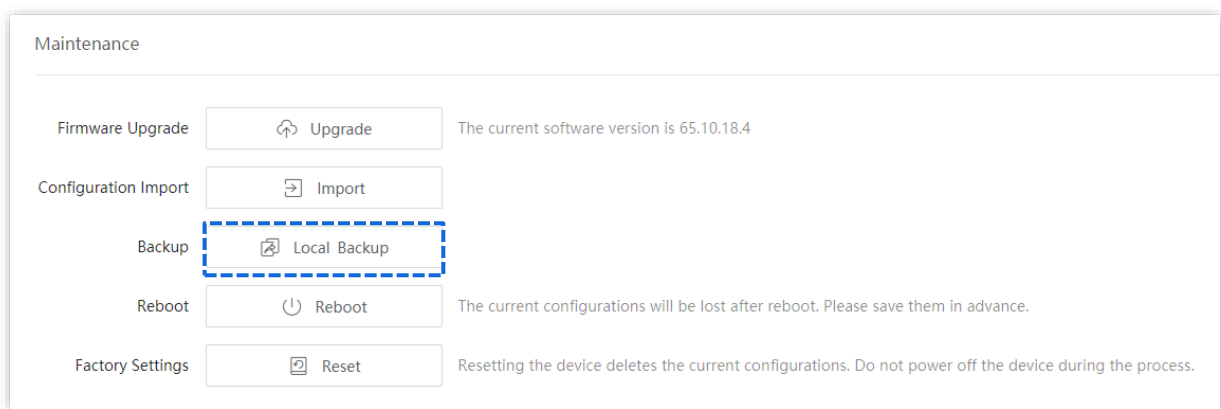 Maintenance
Firmware Upgrade Upgrade The current software version is 65.10.18.4
Configuration Import Import
Backup Local Backup
Reboot Reboot The current configurations will be lost after reboot. Please save them in advance.
Factory Settings Reset Resetting the device deletes the current configurations. Do not power off the device during the process.